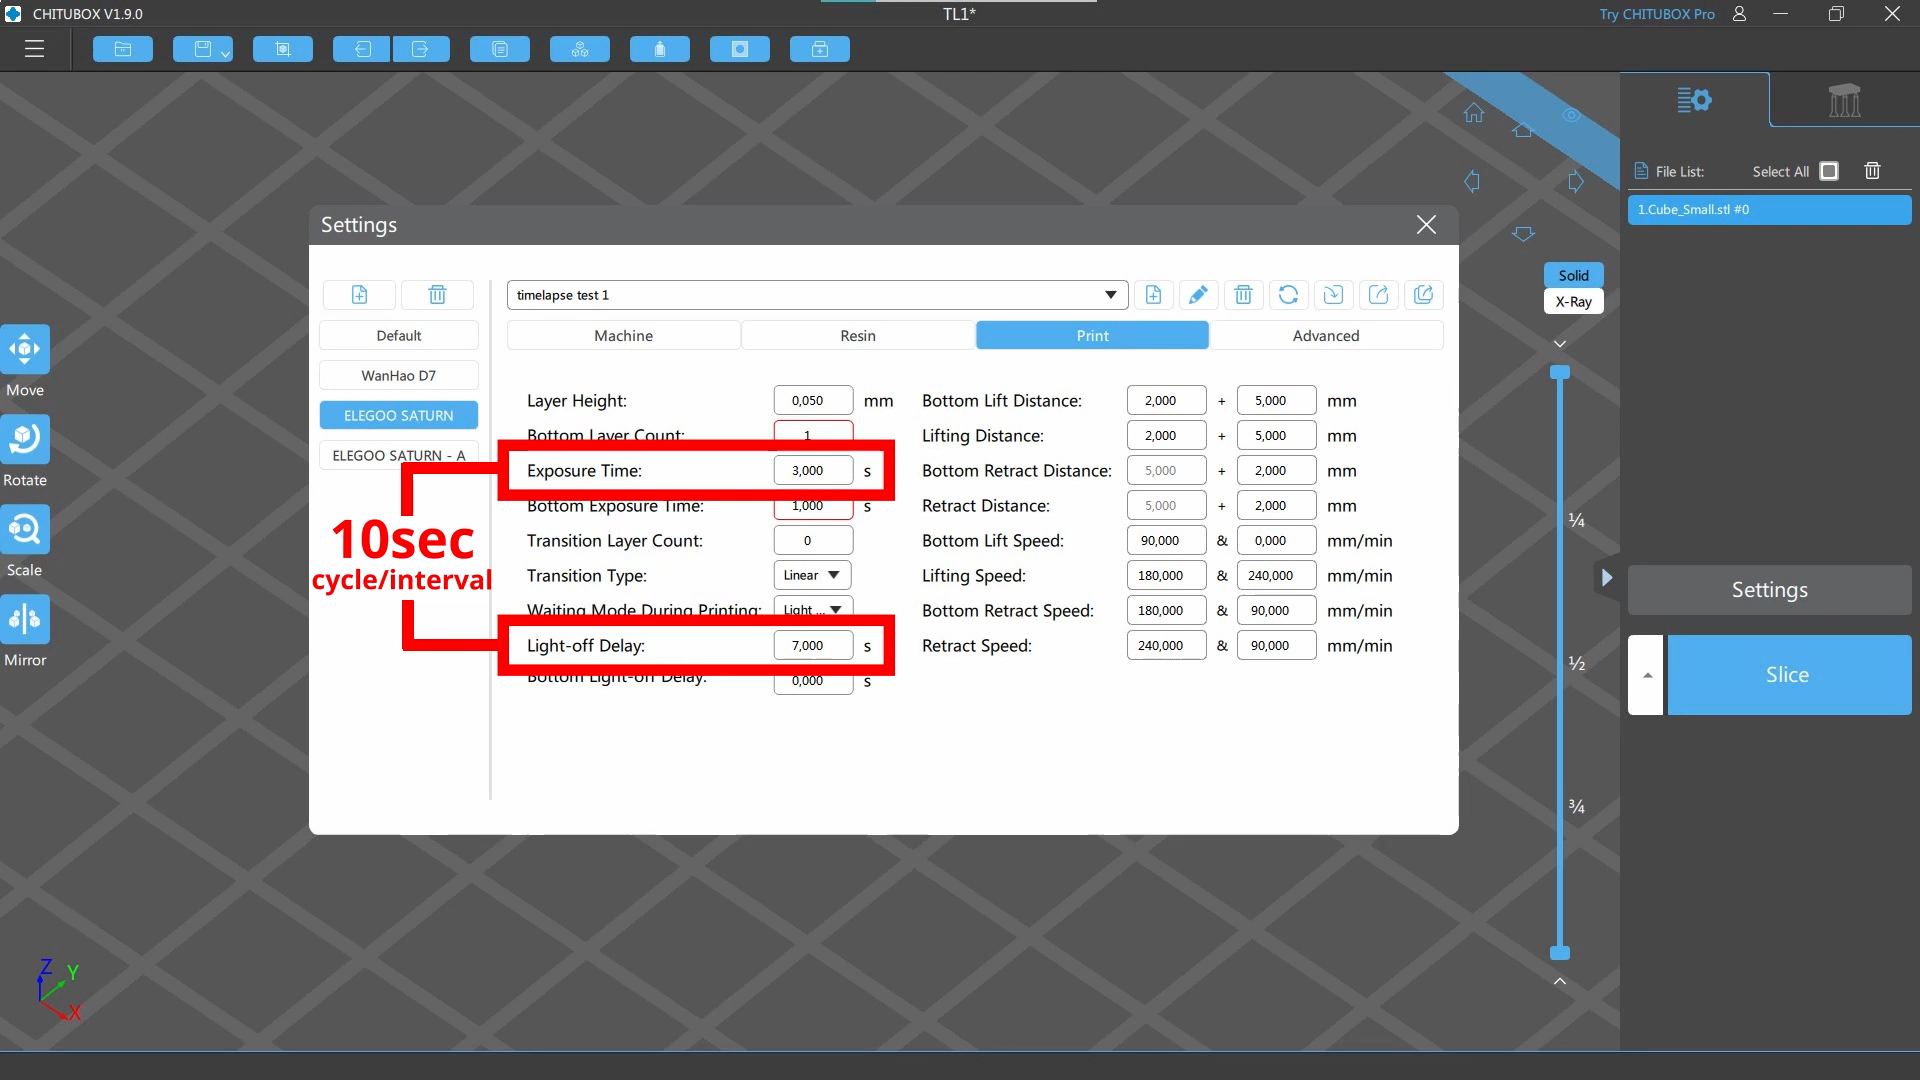 CHITUBOX V1.9.0
TL1*
Try CHITUBOX Pro
File List:
Select All
1.Cube_Small.stl #0
Solid
X-Ray
Settings
timelapse test 1
Default
WanHao D7
ELEGOO SATURN
ELEGOO SATURN - A
Machine
Resin
Print
Advanced
Layer Height: 0,050 mm
Bottom Layer Count: 1
Exposure Time: 3,000 s
Bottom Exposure Time: 1,000 s
Transition Layer Count: 0
Transition Type: Linear
Waiting Mode During Printing: Light ...
Light-off Delay: 7,000 s
Bottom Light-off Delay: 0,000 s
Bottom Lift Distance: 2,000 + 5,000 mm
Lifting Distance: 2,000 + 5,000 mm
Bottom Retract Distance: 5,000 + 2,000 mm
Retract Distance: 5,000 + 2,000 mm
Bottom Lift Speed: 90,000 & 0,000 mm/min
Lifting Speed: 180,000 & 240,000 mm/min
Bottom Retract Speed: 180,000 & 90,000 mm/min
Retract Speed: 240,000 & 90,000 mm/min
10sec
cycle/interval
Move
Rotate
Scale
Mirror
¼
½
¾
Settings
Slice
Z
Y
X